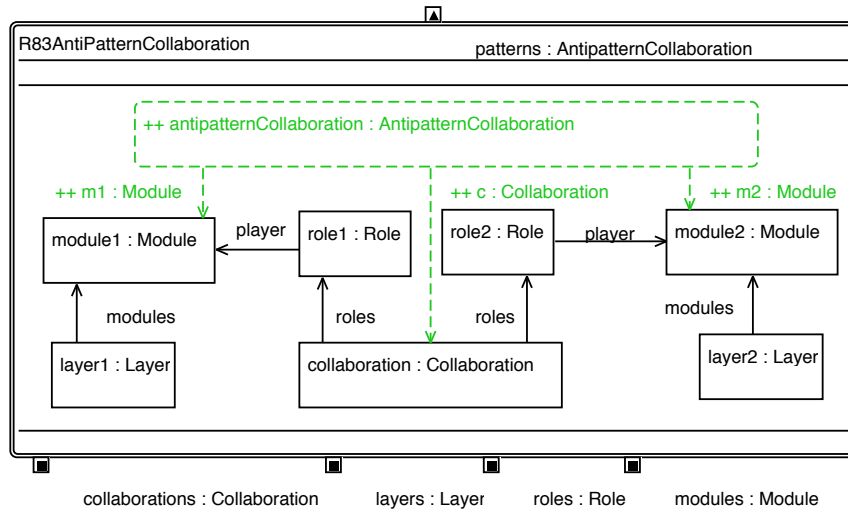 R83AntiPatternCollaboration
patterns : AntipatternCollaboration
++ antipatternCollaboration : AntipatternCollaboration
++ m1 : Module
++ c : Collaboration
++ m2 : Module
module1 : Module
player
role1 : Role
role2 : Role
player
module2 : Module
modules
roles
roles
modules
layer1 : Layer
collaboration : Collaboration
layer2 : Layer
collaborations : Collaboration
layers : Layer
roles : Role
modules : Module